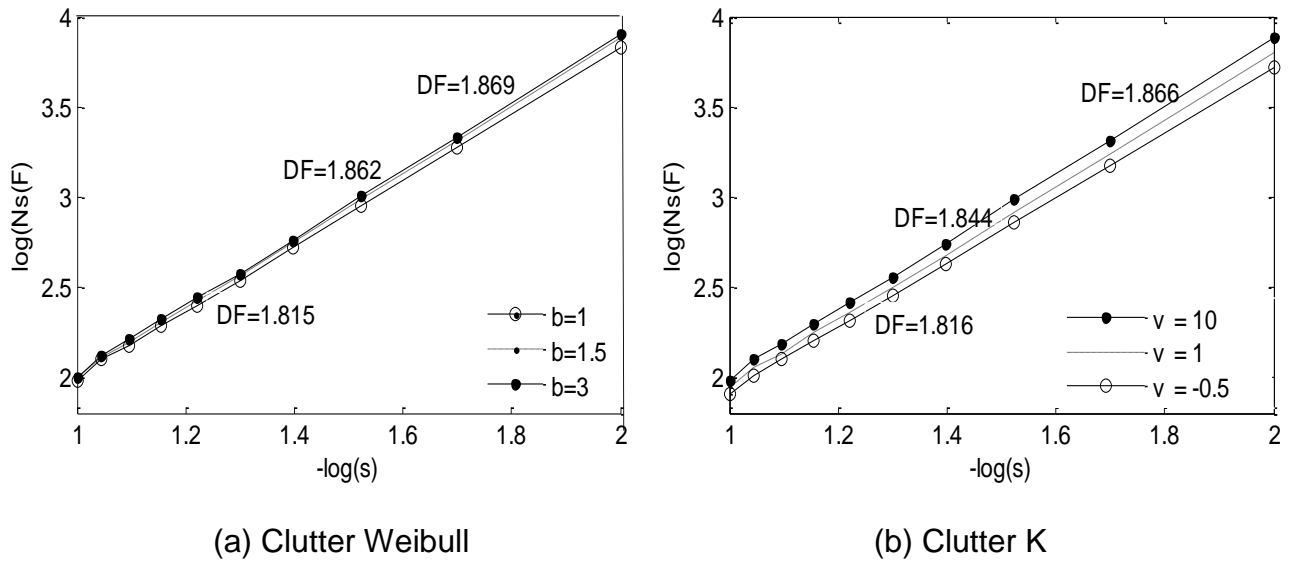 4
3.5
3
2.5
2
log(Ns(F)
DF=1.869
DF=1.862
DF=1.815
b=1
b=1.5
b=3
1
1.2
1.4
1.6
1.8
2
-log(s)
(a) Clutter Weibull
4
3.5
3
2.5
2
log(Ns(F)
DF=1.866
DF=1.844
DF=1.816
v = 10
v = 1
v = -0.5
1
1.2
1.4
1.6
1.8
2
-log(s)
(b) Clutter K